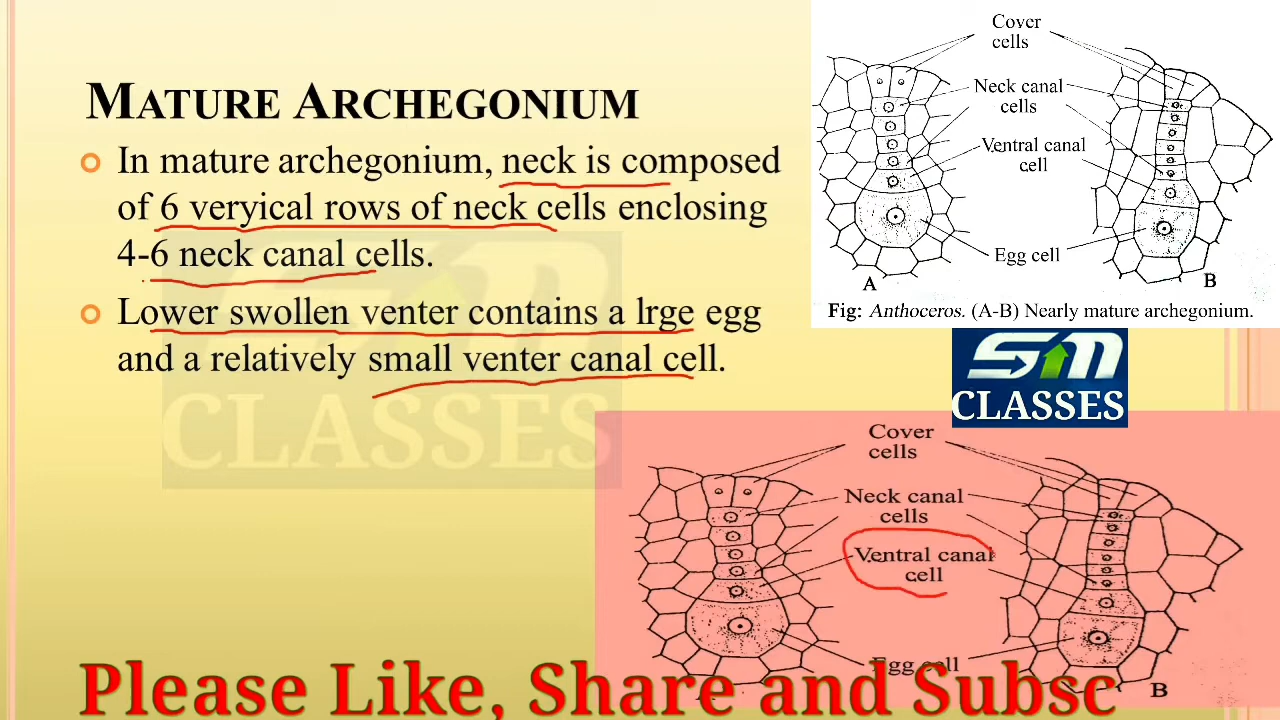 MATURE ARCHEGONIUM
In mature archegonium, neck is composed
of 6 veryical rows of neck cells enclosing
4-6 neck canal cells.
Lower swollen venter contains a lrge egg
and a relatively small venter canal cell.
Cover
cells
Neck canal
cells
Ventral canal
cell
Egg cell
A
B
Fig: Anthoceros. (A-B) Nearly mature archegonium.
SM
CLASSES
SM
CLASSES
Cover
cells
Neck canal
cells
Ventral canal
cell
Egg cell
B
Please Like, Share and Subsc